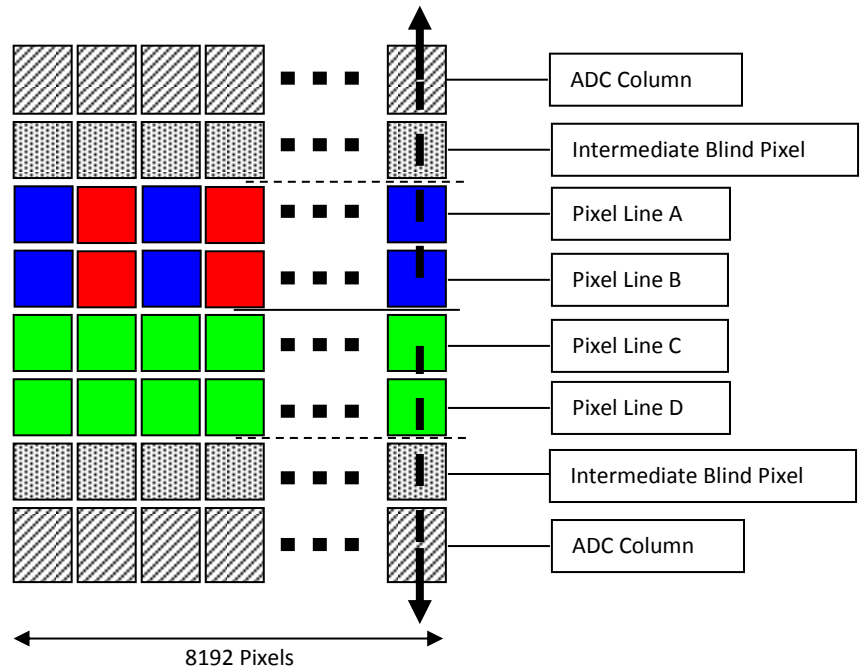 ADC Column
Intermediate Blind Pixel
Pixel Line A
Pixel Line B
Pixel Line C
Pixel Line D
Intermediate Blind Pixel
ADC Column
8192 Pixels